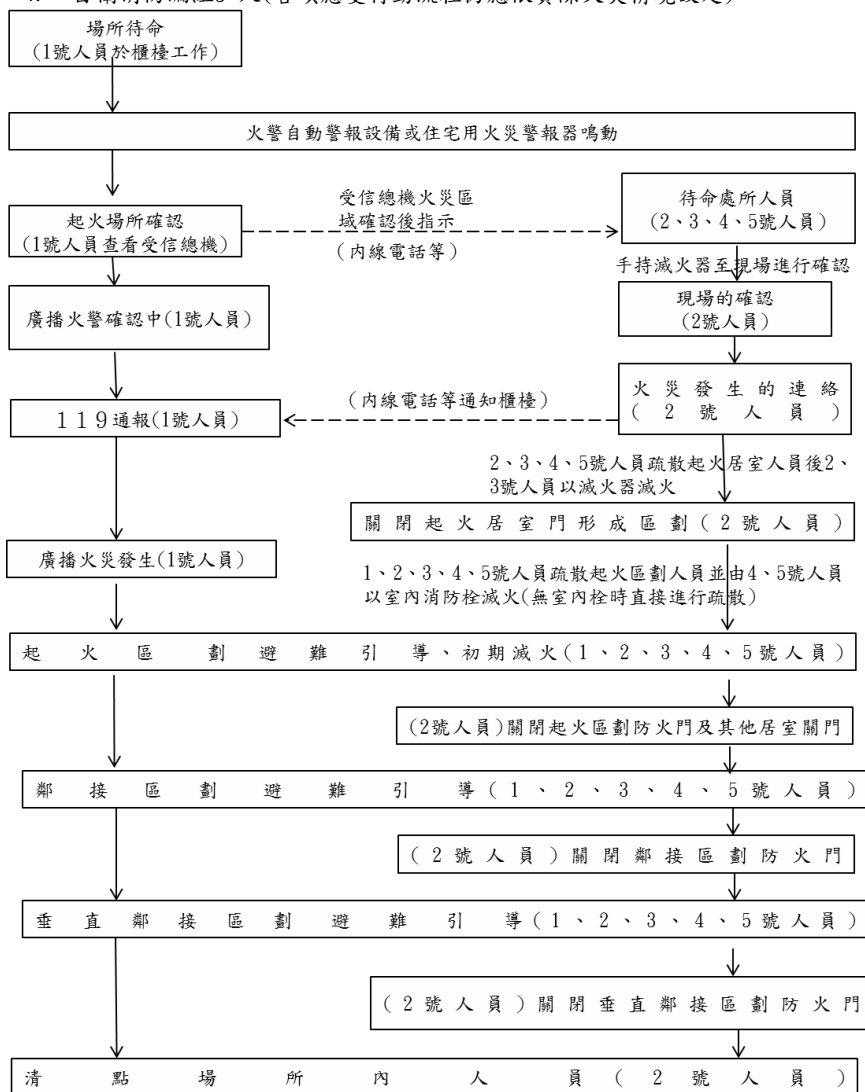 場所待命
(1號人員於櫃檯工作)
火警自動警報設備或住宅用火災警報器鳴動
起火場所確認
(1號人員查看受信總機)
受信總機火災區
域確認後指示
(內線電話等)
待命處所人員
(2、3、4、5號人員)
手持滅火器至現場進行確認
廣播火警確認中(1號人員)
現場的確認
(2號人員)
火災發生的連絡
(2號人員)
(內線電話等通知櫃檯)
119通報(1號人員)
2、3、4、5號人員疏散起火居室人員後2、
3號人員以滅火器滅火
關閉起火居室門形成區劃(2號人員)
廣播火災發生(1號人員)
1、2、3、4、5號人員疏散起火區劃人員並由4、5號人員
以室內消防栓滅火(無室內栓時直接進行疏散)
起火區劃避難引導、初期滅火(1、2、3、4、5號人員)
(2號人員)關閉起火區劃防火門及其他居室關門
鄰接區劃避難引導(1、2、3、4、5號人員)
(2號人員)關閉鄰接區劃防火門
垂直鄰接區劃避難引導(1、2、3、4、5號人員)
(2號人員)關閉垂直鄰接區劃防火門
清點場所內人員(2號人員)